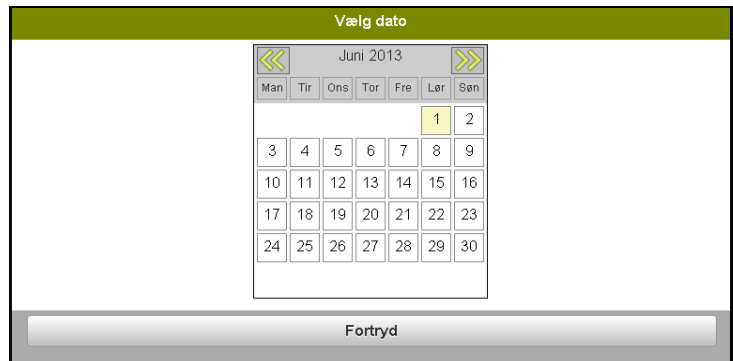 Vælg dato
Juni 2013
Man Tir Ons Tor Fre Lør Søn
1 2
3 4 5 6 7 8 9
10 11 12 13 14 15 16
17 18 19 20 21 22 23
24 25 26 27 28 29 30
Fortryd